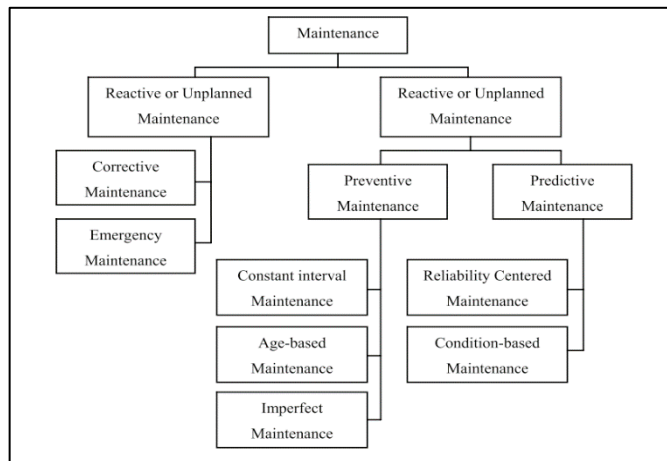 Maintenance
Reactive or Unplanned
Maintenance
Reactive or Unplanned
Maintenance
Corrective
Maintenance
Emergency
Maintenance
Preventive
Maintenance
Predictive
Maintenance
Constant interval
Maintenance
Age-based
Maintenance
Imperfect
Maintenance
Reliability Centered
Maintenance
Condition-based
Maintenance